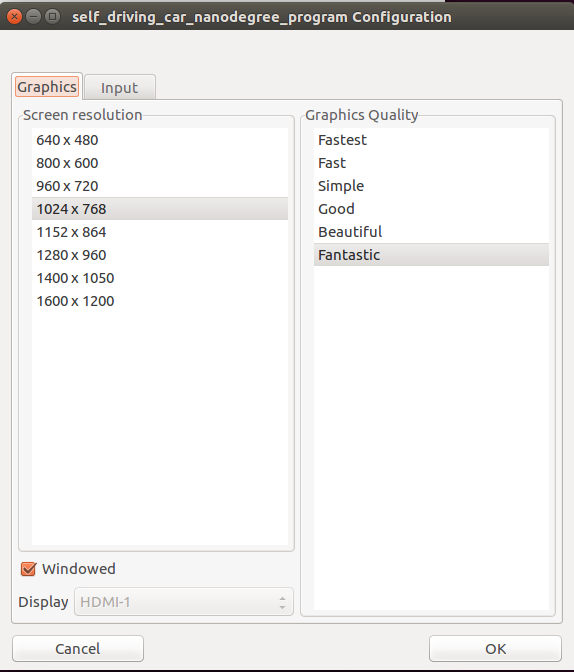 self_driving_car_nanodegree_program Configuration
Graphics
Input
Screen resolution
640 x 480
800 x 600
960 x 720
1024 x 768
1152 x 864
1280 x 960
1400 x 1050
1600 x 1200
Graphics Quality
Fastest
Fast
Simple
Good
Beautiful
Fantastic
Windowed
Display HDMI-1
Cancel
OK